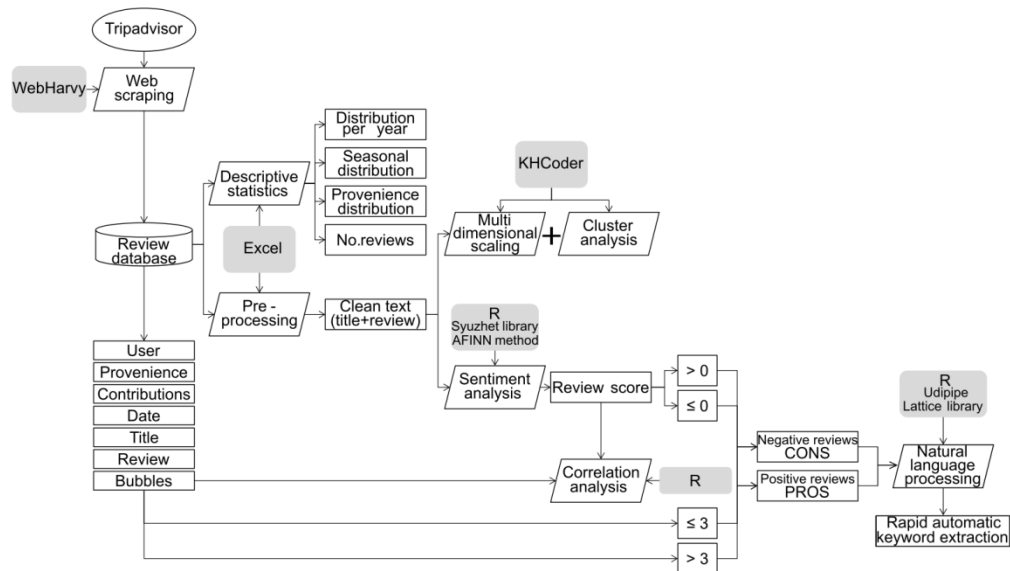 Tripadvisor
WebHarvy
Web
scraping
Distribution
per year
Seasonal
distribution
Provenience
distribution
No.reviews
Descriptive
statistics
KHCoder
Multi
dimensional
scaling
+
Cluster
analysis
Review
database
Excel
Pre -
processing
Clean text
(title+review)
R
Syuzhet library
AFINN method
User
Provenience
Contributions
Date
Title
Review
Bubbles
Sentiment
analysis
Review score
> 0
≤ 0
R
Udipipe
Lattice library
Negative reviews
CONS
Positive reviews
PROS
Natural
language
processing
Correlation
analysis
R
≤ 3
> 3
Rapid automatic
keyword extraction